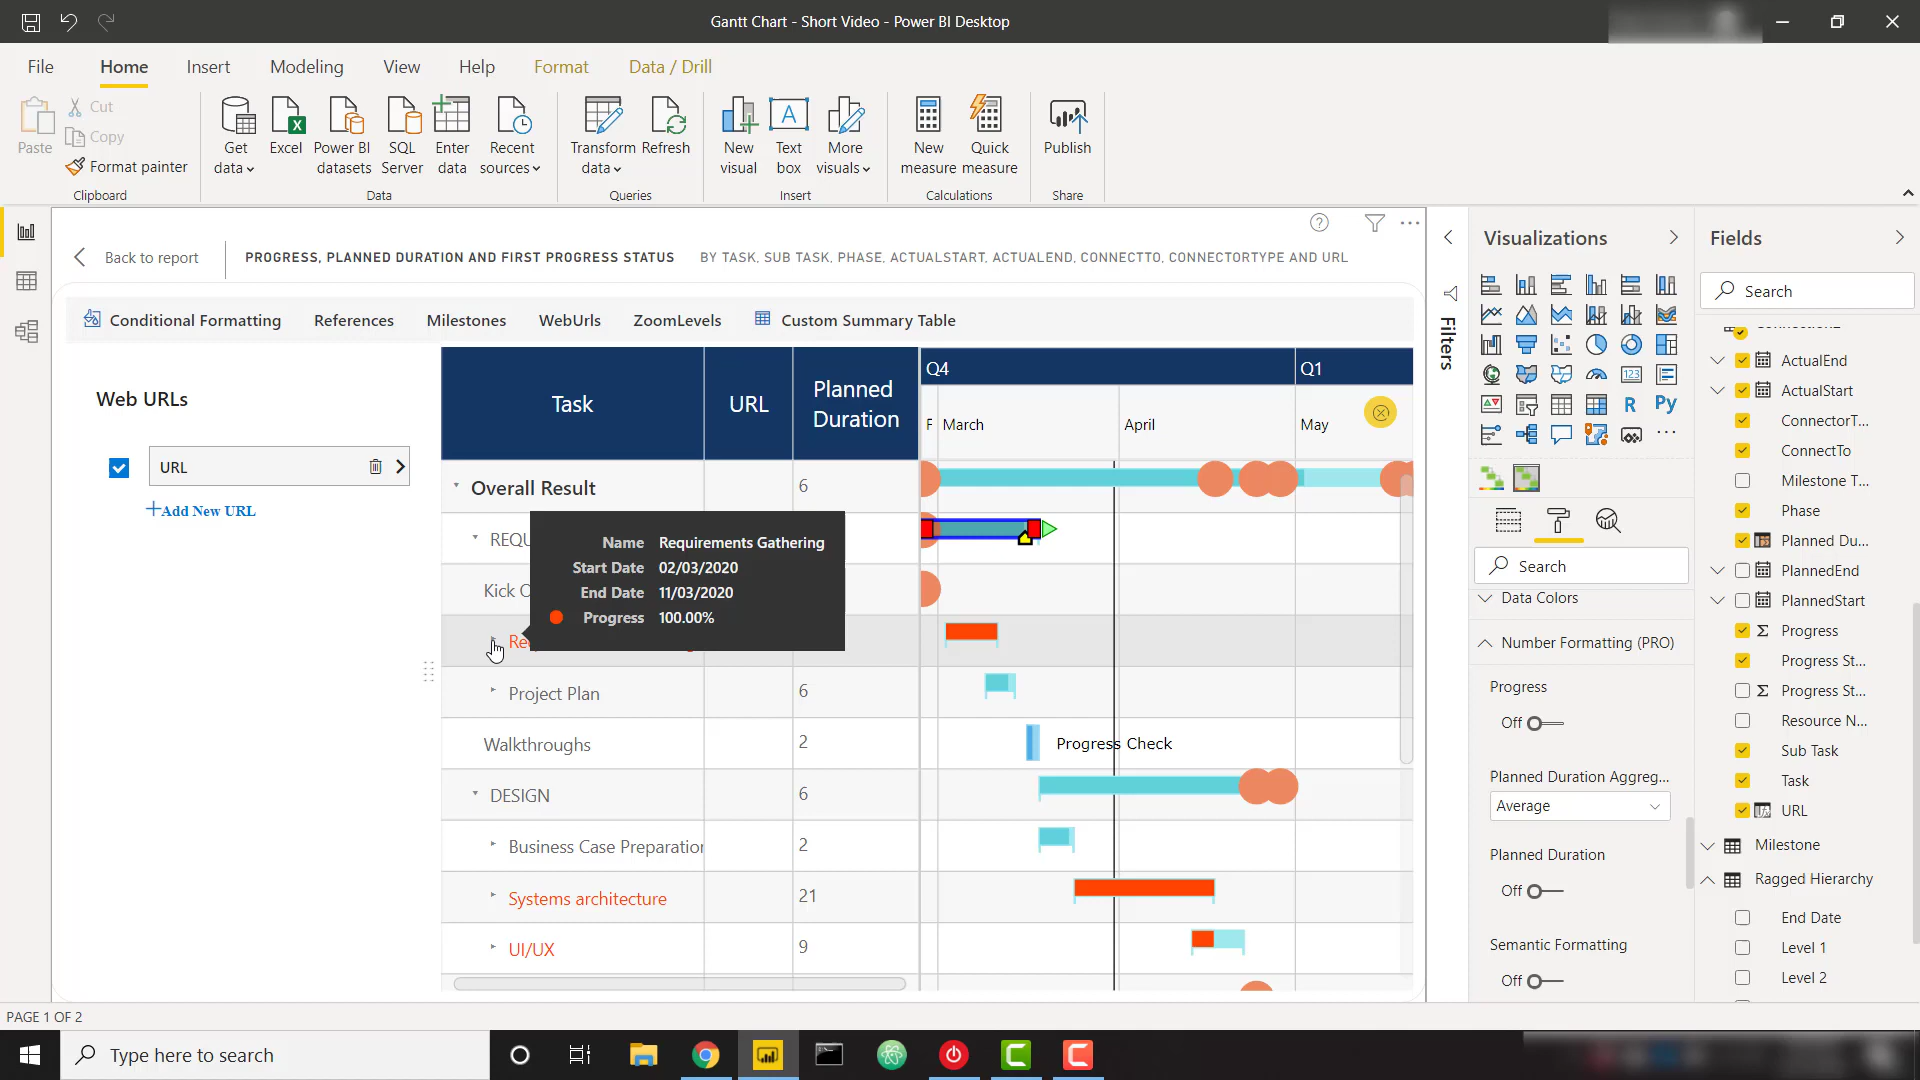 Gantt Chart - Short Video - Power BI Desktop
File Home Insert Modeling View Help Format Data / Drill
Paste
Cut
Copy
Format painter
Clipboard
Get data
Excel
Power BI datasets
SQL Server
Enter data
Recent sources
Data
Transform data
Refresh
Queries
New visual
Text box
More visuals
Insert
New measure
Quick measure
Calculations
Publish
Share
Back to report
PROGRESS, PLANNED DURATION AND FIRST PROGRESS STATUS BY TASK, SUB TASK, PHASE, ACTUALSTART, ACTUALEND, CONNECTTO, CONNECTORTYPE AND URL
Conditional Formatting References Milestones WebUrls ZoomLevels Custom Summary Table
Web URLs
URL
+Add New URL
Task URL Planned Duration
Q4 Q1
F March April May
Overall Result 6
REQU
Kick O
Re
Name Requirements Gathering
Start Date 02/03/2020
End Date 11/03/2020
Progress 100.00%
Project Plan 6
Walkthroughs 2 Progress Check
DESIGN 6
Business Case Preparation 2
Systems architecture 21
UI/UX 9
Filters
Visualizations
R Py
123
Search
Data Colors
Number Formatting (PRO)
Progress
Off
Planned Duration Aggreg...
Average
Planned Duration
Off
Semantic Formatting
Off
Fields
Search
ActualEnd
ActualStart
ConnectorT...
ConnectTo
Milestone T...
Phase
Planned Du...
PlannedEnd
PlannedStart
Progress
Progress St...
Progress St...
Resource N...
Sub Task
Task
URL
Milestone
Ragged Hierarchy
End Date
Level 1
Level 2
PAGE 1 OF 2
Type here to search